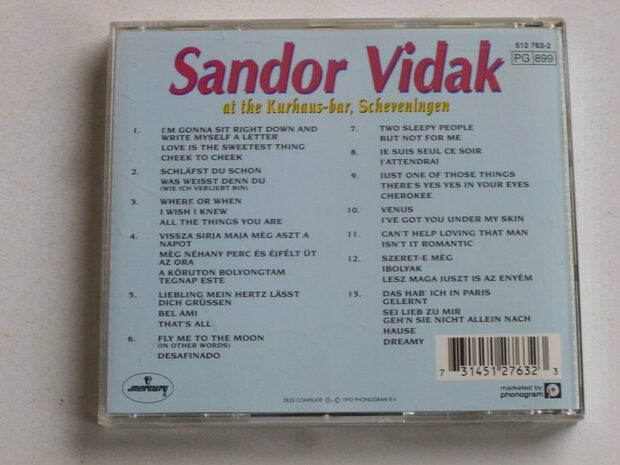 512 763-2
PG 899
Sandor Vidak
at the Kurhaus-bar, Scheveningen
1. I'M GONNA SIT RIGHT DOWN AND
WRITE MYSELF A LETTER
LOVE IS THE SWEETEST THING
CHEEK TO CHEEK
2. SCHLÄFST DU SCHON
WAS WEISST DENN DU
(WIE ICH VERLIEBT BIN)
3. WHERE OR WHEN
I WISH I KNEW
ALL THE THINGS YOU ARE
4. VISSZA SIRJA MAJA MÈG ASZT A
NAPOT
MÈG NÉHANY PERC ÉS ÉJFÉLT ÜT
AZ ORA
A KÖRUTON BOLYONGTAM
TEGNAP ESTE
5. LIEBLING MEIN HERTZ LÄSST
DICH GRÜSSEN
BEL AMI
THAT'S ALL
6. FLY ME TO THE MOON
(IN OTHER WORDS)
DESAFINADO
7. TWO SLEEPY PEOPLE
BUT NOT FOR ME
8. JE SUIS SEUL CE SOIR
J'ATTENDRAI
9. JUST ONE OF THOSE THINGS
THERE'S YES YES IN YOUR EYES
CHEROKEE
10. VENUS
I'VE GOT YOU UNDER MY SKIN
11. CAN'T HELP LOVING THAT MAN
ISN'T IT ROMANTIC
12. SZERET-E MÈG
IBOLYAK
LESZ MAGA JUSZT IS AZ ENYÉM
13. DAS HAB' ICH IN PARIS
GELERNT
SEI LIEB ZU MIR
GEH'N SIE NICHT ALLEIN NACH
HAUSE
DREAMY
7 31451 27632 3
mercury
DEZE COMPILATIE ℗ - © 1992 PHONOGRAM B.V.
marketed by
phonogram